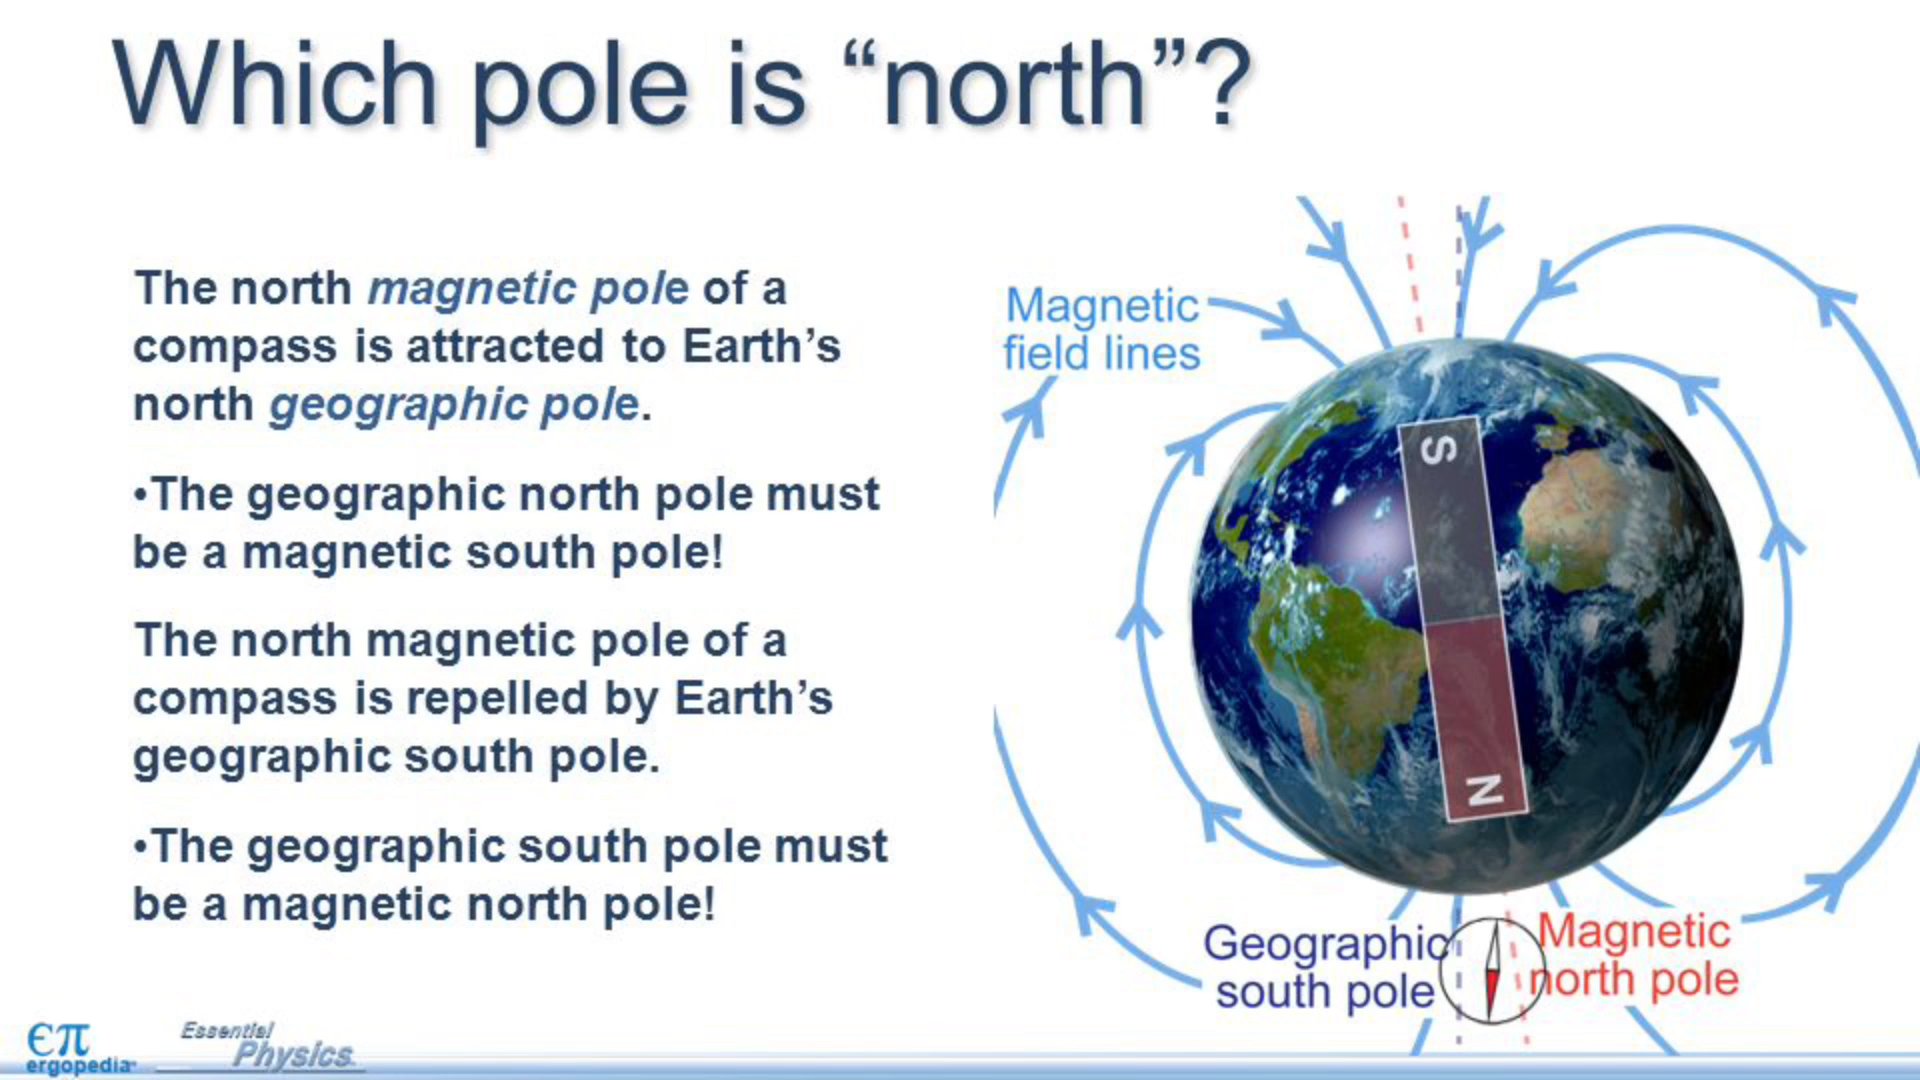 Which pole is “north”?
The north magnetic pole of a
compass is attracted to Earth’s
north geographic pole.
•The geographic north pole must
be a magnetic south pole!
The north magnetic pole of a
compass is repelled by Earth’s
geographic south pole.
•The geographic south pole must
be a magnetic north pole!
Magnetic
field lines
S
N
Geographic
south pole
Magnetic
north pole
επ
ergopedia
Essential
Physics